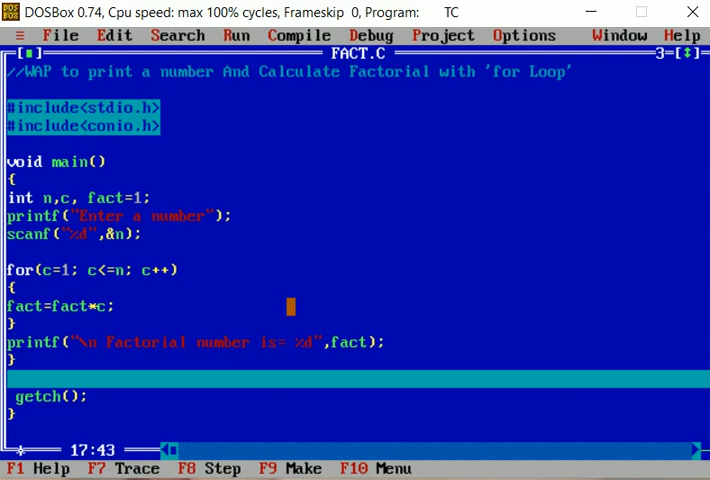 DOSBox 0.74, Cpu speed: max 100% cycles, Frameskip 0, Program: TC
≡ File Edit Search Run Compile Debug Project Options Window Help
[■] FACT.C 3=[↕]
//WAP to print a number And Calculate Factorial with 'for Loop'
#include<stdio.h>
#include<conio.h>
void main()
{
int n,c, fact=1;
printf("Enter a number");
scanf("%d",&n);
for(c=1; c<=n; c++)
{
fact=fact*c;
}
printf("\n Factorial number is= %d",fact);
}
getch();
}
* 17:43
F1 Help F7 Trace F8 Step F9 Make F10 Menu